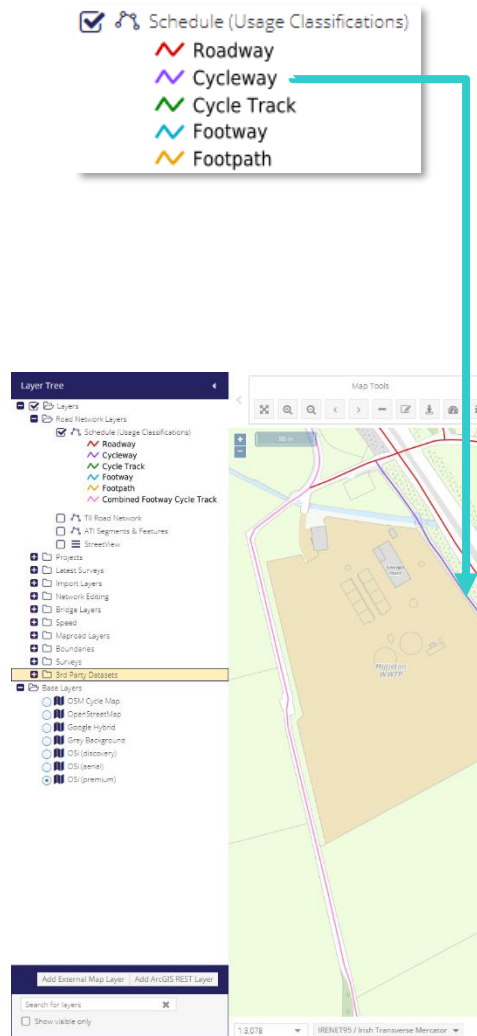 Schedule (Usage Classifications)
Roadway
Cycleway
Cycle Track
Footway
Footpath
Layer Tree
Map Tools
Layers
Road Network Layers
Schedule (Usage Classifications)
Roadway
Cycleway
Cycle Track
Footway
Footpath
Combined Footway Cycle Track
TII Road Network
ATI Segments & Features
StreetView
Projects
Latest Surveys
Import Layers
Network Editing
Bridge Layers
Speed
Maproad Layers
Boundaries
Surveys
3rd Party Datasets
Base Layers
OSM Cycle Map
OpenStreetMap
Google Hybrid
Grey Background
OSi (discovery)
OSi (aerial)
OSi (premium)
50 m
Midleton
WWTP
Add External Map Layer
Add ArcGIS REST Layer
Search for layers
Show visible only
1:3,078
IRENET95 / Irish Transverse Mercator